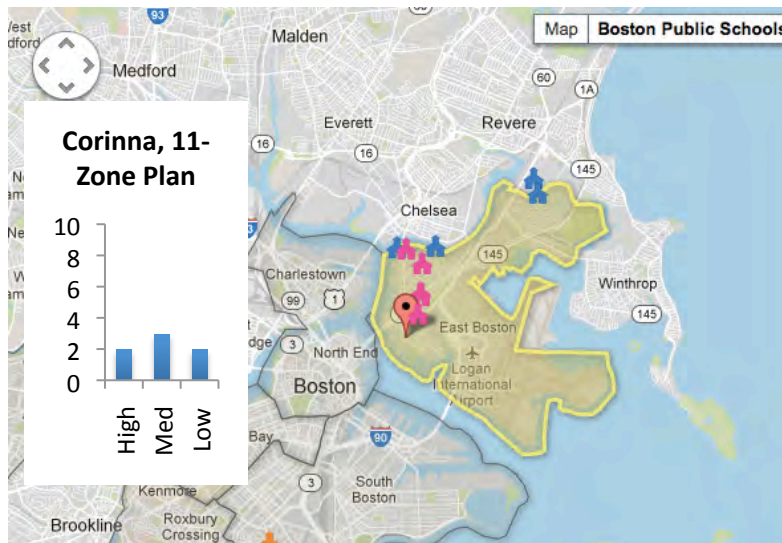 West
Medford
93
Malden
Map
Boston Public Schools
Medford
60
1A
Everett
Revere
16
16
145
Corinna, 11-
Zone Plan
10
8
6
4
2
0
High
Med
Low
Chelsea
145
Charlestown
99
1
Winthrop
145
East Boston
3
North End
Logan
International
Airport
Boston
90
Bay
3
South
Boston
Kenmore
Roxbury
Crossing
Brookline